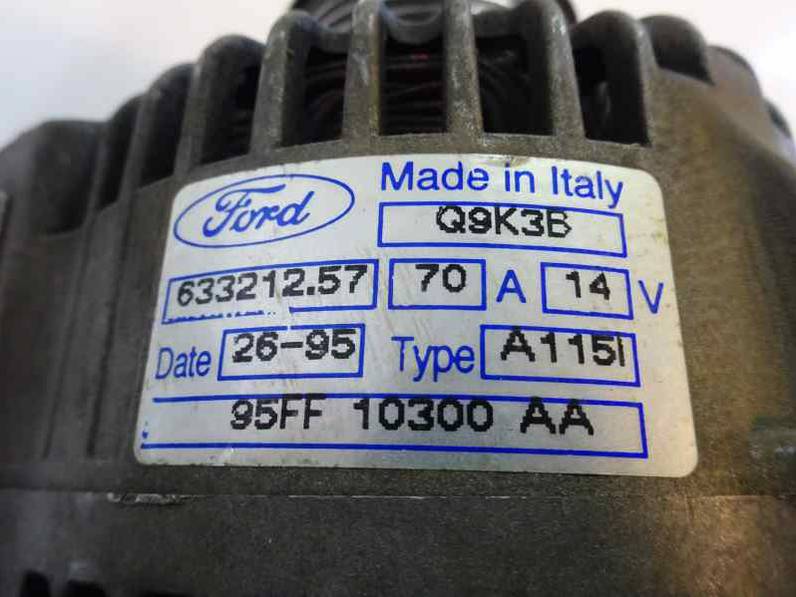 Ford Made in Italy
Q9K3B
633212.57 70 A 14 V
Date 26-95 Type A115I
95FF 10300 AA